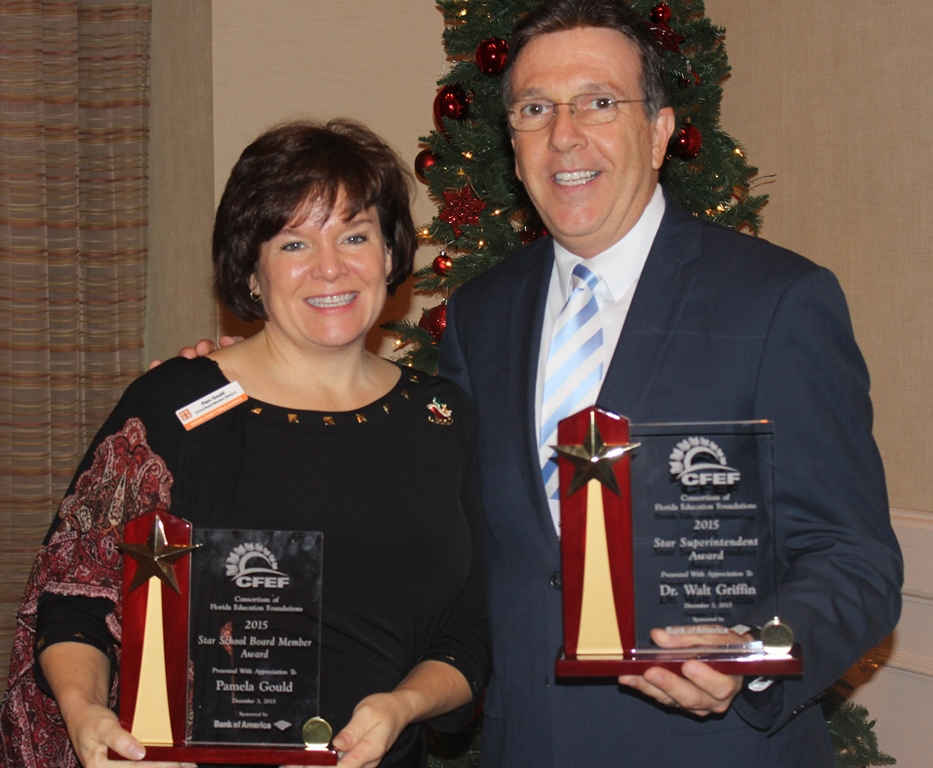 Pam Gould
CFEF
Consortium of
Florida Education Foundations
2015
Star School Board Member
Award
Presented With Appreciation To
Pamela Gould
December 3, 2015
Sponsored by
Bank of America
CFEF
Consortium of
Florida Education Foundations
2015
Star Superintendent
Award
Presented With Appreciation To
Dr. Walt Griffin
December 3, 2015
Sponsored by
Bank of America